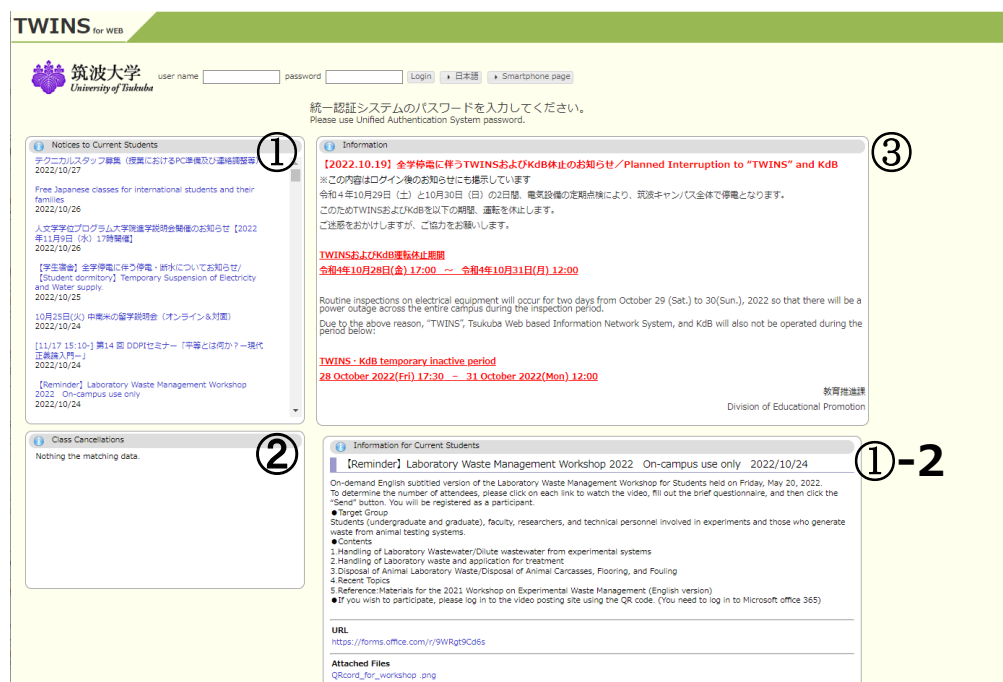 TWINS for WEB
筑波大学
University of Tsukuba
user name password Login 日本語 Smartphone page
統一認証システムのパスワードを入力してください。
Please use Unified Authentication System password.
Notices to Current Students
①
テクニカルスタッフ募集（授業におけるPC準備及び連絡調整等）
2022/10/27
Free Japanese classes for international students and their
families
2022/10/26
人文学学位プログラム大学院進学説明会開催のお知らせ【2022
年11月9日（水）17時開催】
2022/10/26
【学生宿舎】全学停電に伴う停電・断水についてお知らせ/
【Student dormitory】Temporary Suspension of Electricity
and Water supply.
2022/10/25
10月25日(火) 中南米の留学説明会（オンライン＆対面）
2022/10/24
[11/17 15:10-] 第14 回 DDPIセミナー「平等とは何か？ー現代
正義論入門ー」
2022/10/24
【Reminder】Laboratory Waste Management Workshop
2022 On-campus use only
2022/10/24
Class Cancellations
②
Nothing the matching data.
Information
③
【2022.10.19】全学停電に伴うTWINSおよびKdB休止のお知らせ／Planned Interruption to “TWINS” and KdB
※この内容はログイン後のお知らせにも掲示しています
令和４年10月29日（土）と10月30日（日）の2日間、電気設備の定期点検により、筑波キャンパス全体で停電となります。
このためTWINSおよびKdBを以下の期間、運転を休止します。
ご迷惑をおかけしますが、ご協力をお願いします。
TWINSおよびKdB運転休止期間
令和4年10月28日(金) 17:00 ～ 令和4年10月31日(月) 12:00
Routine inspections on electrical equipment will occur for two days from October 29 (Sat.) to 30(Sun.), 2022 so that there will be a
power outage across the entire campus during the inspection period.
Due to the above reason, “TWINS”, Tsukuba Web based Information Network System, and KdB will also not be operated during the
period below:
TWINS・KdB temporary inactive period
28 October 2022(Fri) 17:30 － 31 October 2022(Mon) 12:00
教育推進課
Division of Educational Promotion
Information for Current Students
①-2
【Reminder】Laboratory Waste Management Workshop 2022 On-campus use only 2022/10/24
On-demand English subtitled version of the Laboratory Waste Management Workshop for Students held on Friday, May 20, 2022.
To determine the number of attendees, please click on each link to watch the video, fill out the brief questionnaire, and then click the
“Send” button. You will be registered as a participant.
●Target Group
Students (undergraduate and graduate), faculty, researchers, and technical personnel involved in experiments and those who generate
waste from animal testing systems.
●Contents
1.Handling of Laboratory Wastewater/Dilute wastewater from experimental systems
2.Handling of Laboratory waste and application for treatment
3.Disposal of Animal Laboratory Waste/Disposal of Animal Carcasses, Flooring, and Fouling
4.Recent Topics
5.Reference:Materials for the 2021 Workshop on Experimental Waste Management (English version)
●If you wish to participate, please log in to the video posting site using the QR code. (You need to log in to Microsoft office 365)
URL
https://forms.office.com/r/9WRgt9Cd6s
Attached Files
QRcord_for_workshop .png